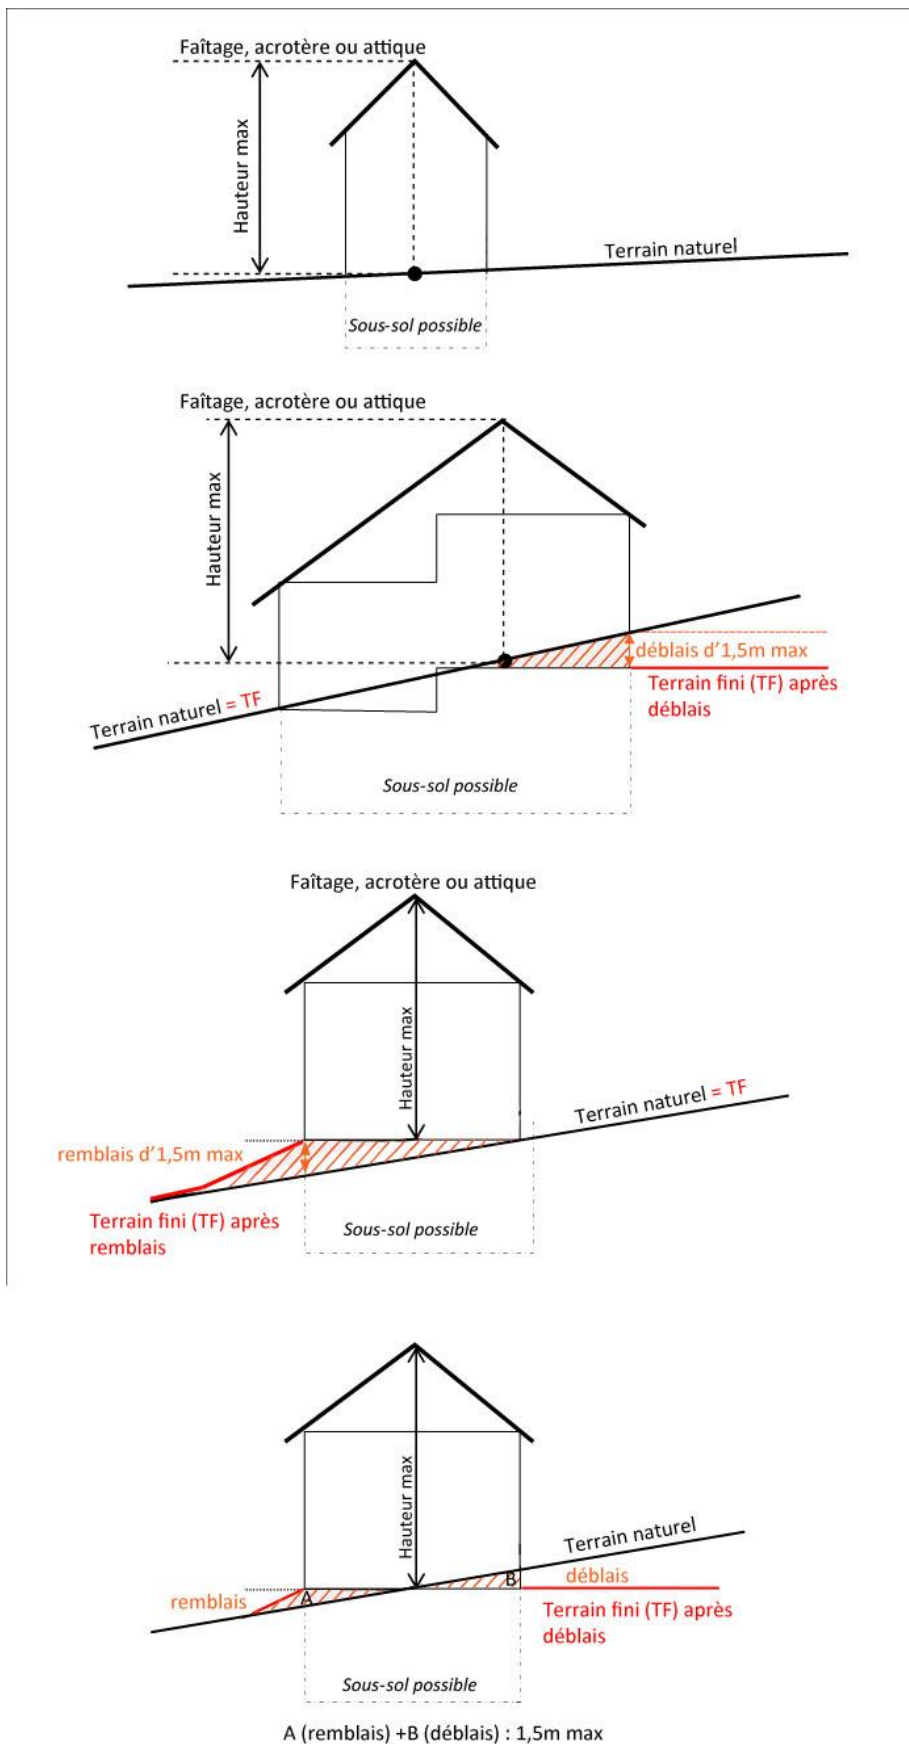 Faîtage, acrotère ou attique
Hauteur max
Terrain naturel
Sous-sol possible
Faîtage, acrotère ou attique
Hauteur max
déblais d'1,5m max
Terrain fini (TF) après
déblais
Terrain naturel = TF
Sous-sol possible
Faîtage, acrotère ou attique
Hauteur max
Terrain naturel = TF
remblais d'1,5m max
Terrain fini (TF) après
remblais
Sous-sol possible
Hauteur max
Terrain naturel
déblais
remblais
A
B
Terrain fini (TF) après
déblais
Sous-sol possible
A (remblais) +B (déblais) : 1,5m max